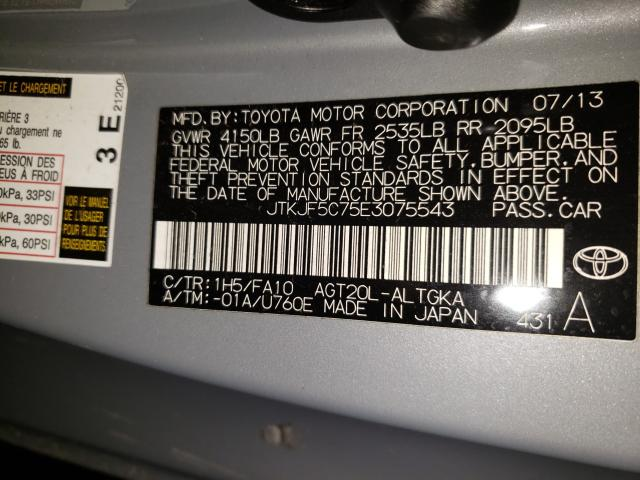 ET LE CHARGEMENT
3 E
21200
RIÈRE 3
u chargement ne
65 lb.
ESSION DES
EUS À FROID
0kPa, 33PSI
kPa, 30PSI
kPa, 60PSI
VOIR LE MANUEL
DE L'USAGER
POUR PLUS DE
RENSEIGNEMENTS
MFD. BY: TOYOTA MOTOR CORPORATION 07/13
GVWR 4150LB GAWR FR 2535LB RR 2095LB
THIS VEHICLE CONFORMS TO ALL APPLICABLE
FEDERAL MOTOR VEHICLE SAFETY, BUMPER, AND
THEFT PREVENTION STANDARDS IN EFFECT ON
THE DATE OF MANUFACTURE SHOWN ABOVE.
JTKJF5C75E3075543 PASS. CAR
C/TR: 1H5/FA10 AGT20L-ALTGKA
A/TM: -01A/U760E MADE IN JAPAN
TOYOTA
431 A